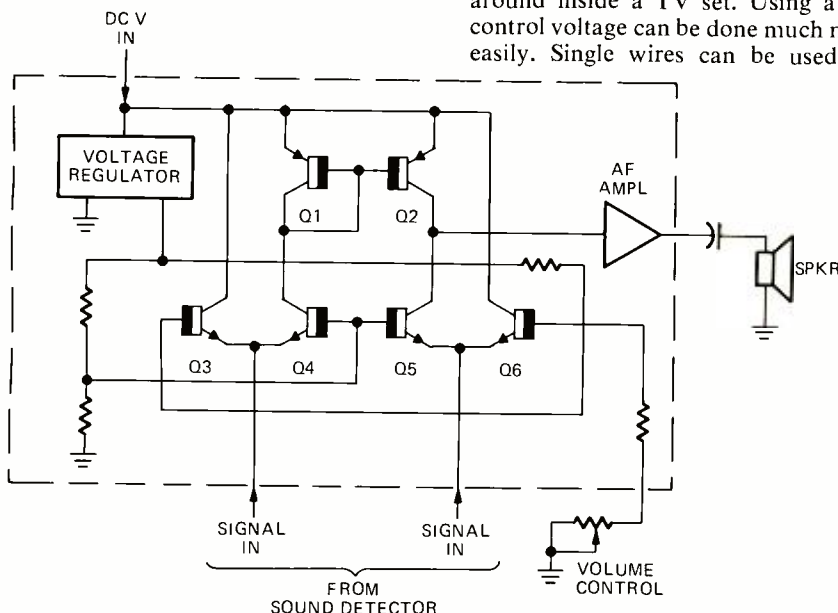 around inside a TV set. Using a
control voltage can be done much
easily. Single wires can be used
DC V
IN
VOLTAGE
REGULATOR
AF
AMPL
Q1
Q2
SPKR
Q3
Q4
Q5
Q6
SIGNAL
IN
SIGNAL
IN
FROM
SOUND DETECTOR
VOLUME
CONTROL